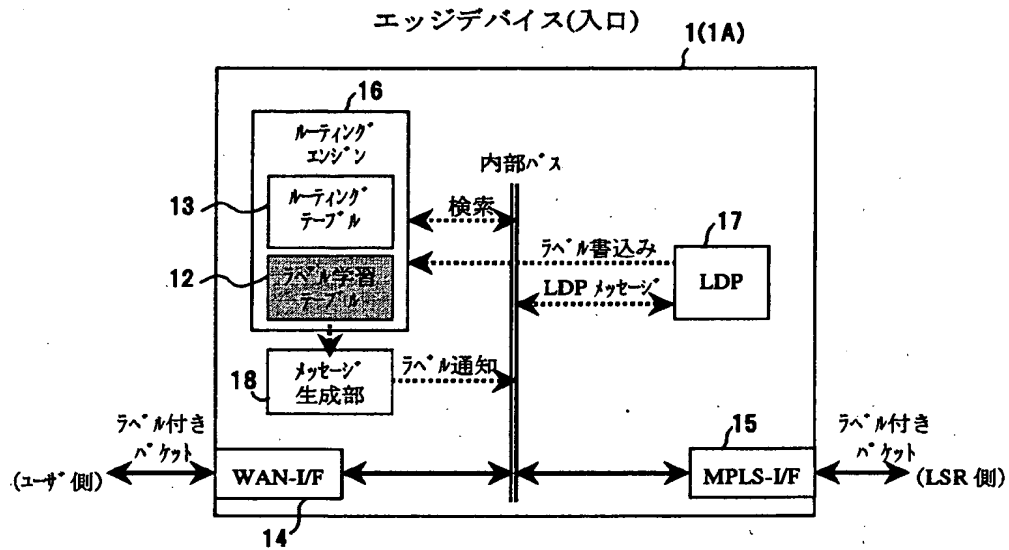 エッジデバイス(入口)
1(1A)
16
ルーティング
エンジン
内部バス
13
ルーティング
テーブル
検索
17
ラベル書込み
12
ラベル学習
テーブル
LDP
LDP メッセージ
18
メッセージ
生成部
ラベル通知
ラベル付き
パケット
15
ラベル付き
パケット
(ユーザ側)
WAN-I/F
MPLS-I/F
(LSR 側)
14